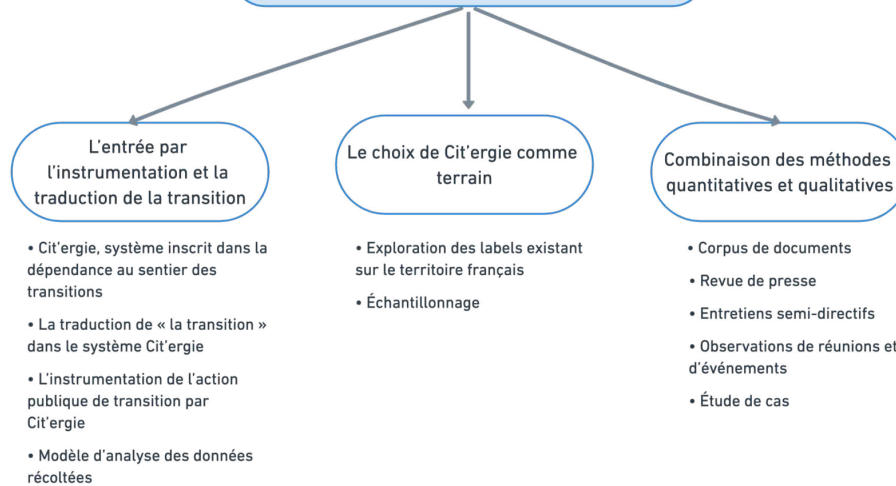 L'entrée par
l'instrumentation et la
traduction de la transition
• Cit'ergie, système inscrit dans la
dépendance au sentier des
transitions
• La traduction de « la transition »
dans le système Cit'ergie
• L'instrumentation de l'action
publique de transition par
Cit'ergie
• Modèle d'analyse des données
récoltées
Le choix de Cit'ergie comme
terrain
• Exploration des labels existant
sur le territoire français
• Échantillonnage
Combinaison des méthodes
quantitatives et qualitatives
• Corpus de documents
• Revue de presse
• Entretiens semi-directifs
• Observations de réunions et
d'événements
• Étude de cas